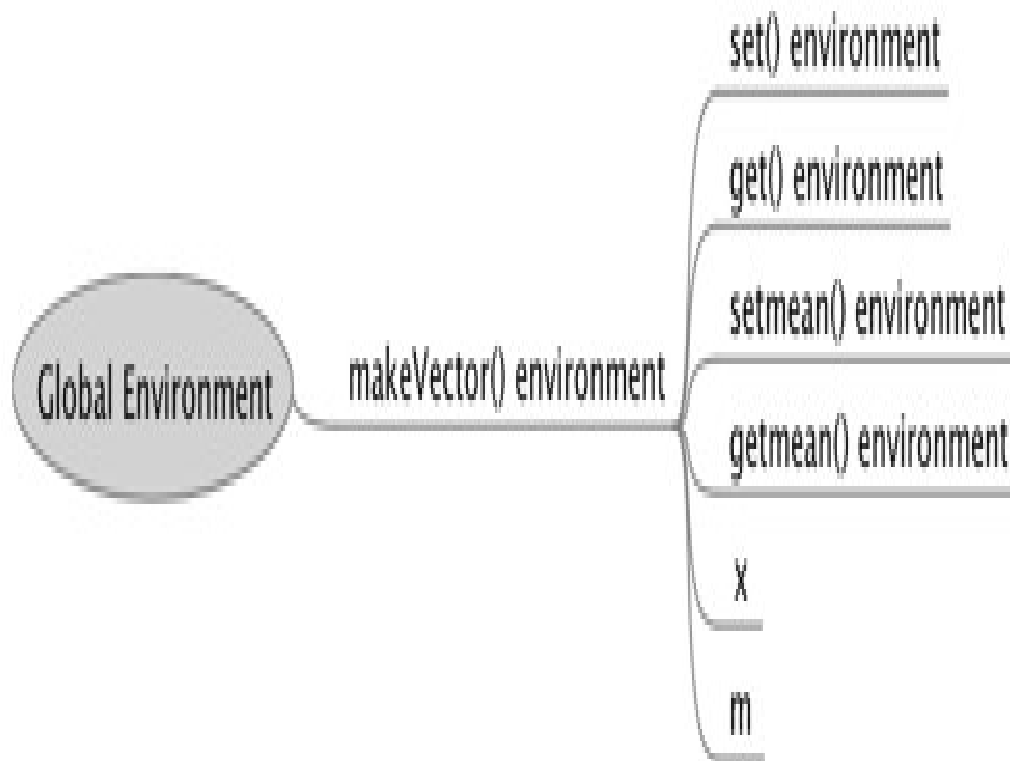 Global Environment
makeVector() environment
set() environment
get() environment
setmean() environment
getmean() environment
x
m